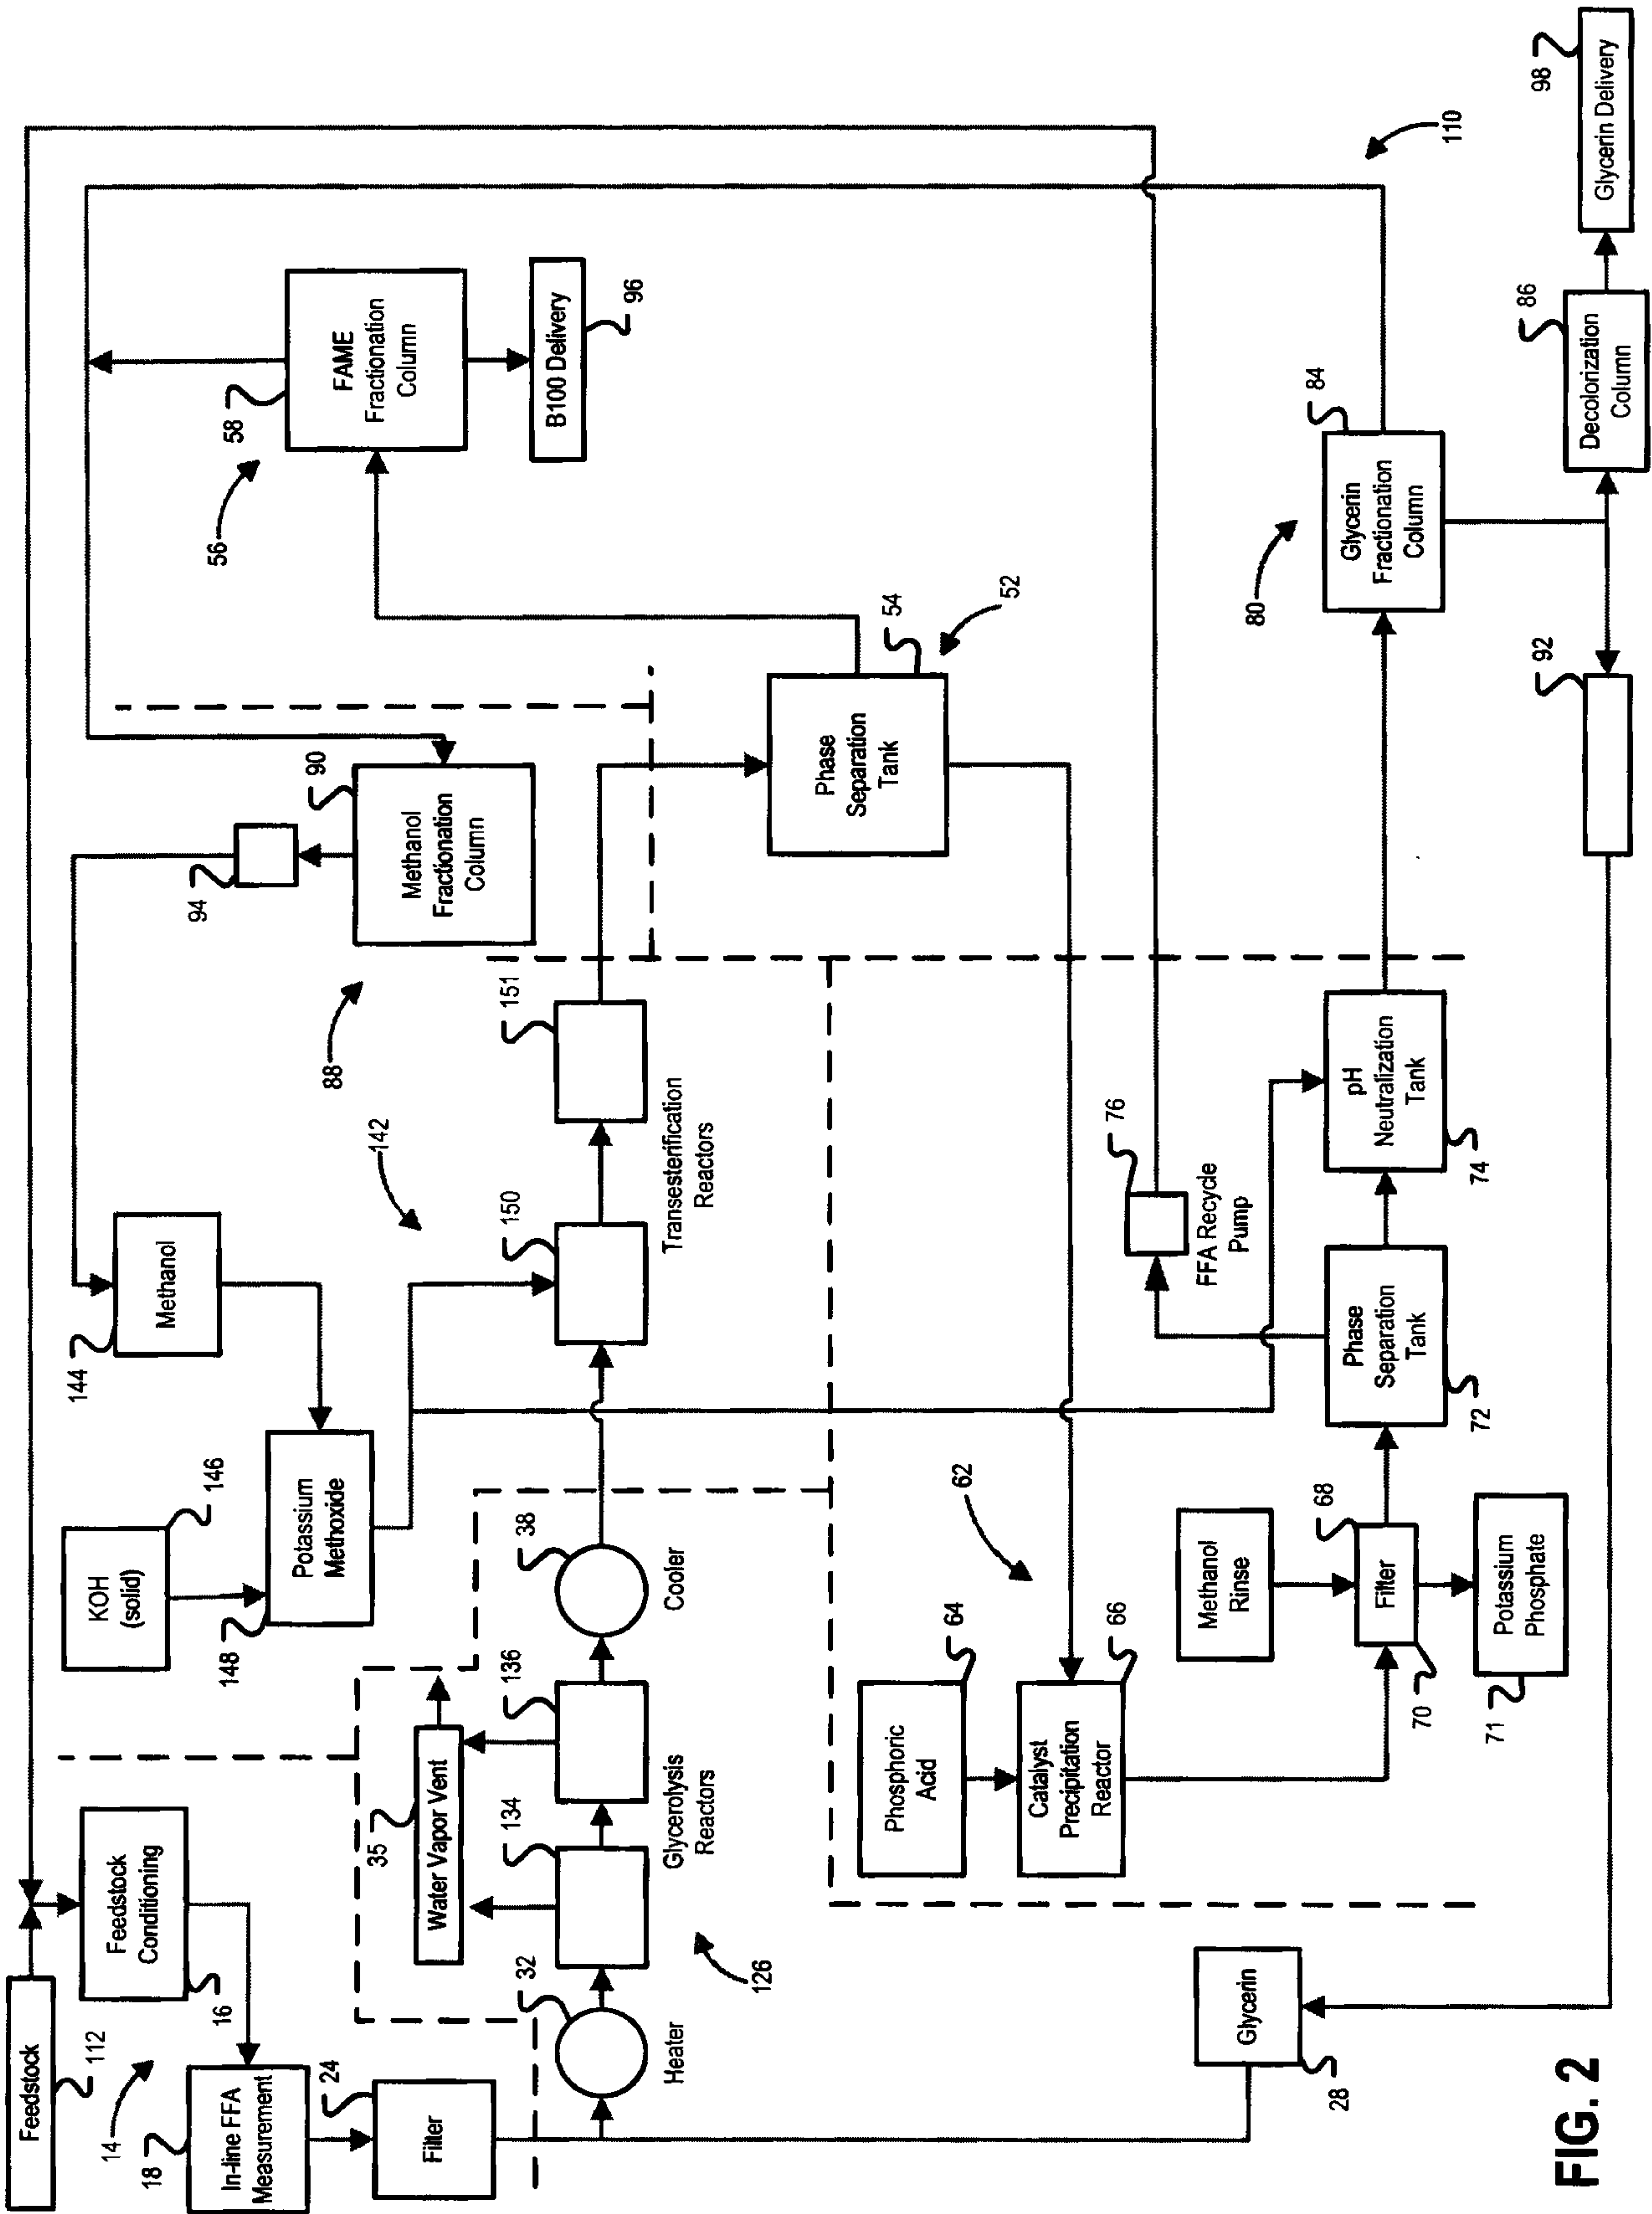 Feedstock
112
Feedstock
Conditioning
16
14
18
In-line FFA
Measurement
24
Filter
KOH
(solid)
146
148
Potassium
Methoxide
144
Methanol
94
90
Methanol
Fractionation
Column
88
142
58
56
FAME
Fractionation
Column
B100 Delivery
96
35
Water Vapor Vent
32
Heater
134
136
Glycerolysis
Reactors
126
38
Cooler
150
151
Transesterification
Reactors
Phase
Separation
Tank
54
52
62
Phosphoric
Acid
64
Catalyst
Precipitation
Reactor
66
Methanol
Rinse
68
Filter
70
71
Potassium
Phosphate
76
FFA Recycle
Pump
Phase
Separation
Tank
72
pH
Neutralization
Tank
74
80
84
Glycerin
Fractionation
Column
110
86
Decolorization
Column
98
Glycerin Delivery
92
Glycerin
28
FIG. 2